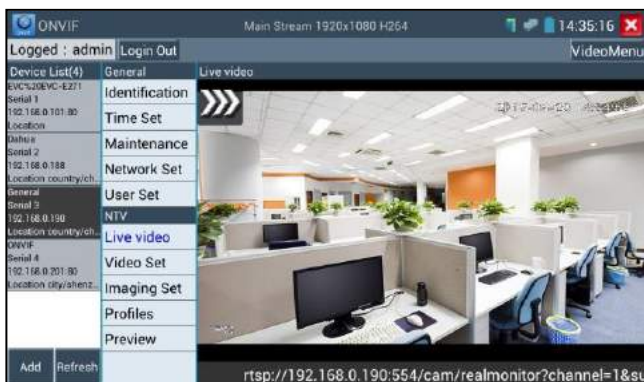 ONVIF
Main Stream 1920x1080 H264
14:35:16
Logged : admin
Login Out
VideoMenu
Device List(4)
EVC%20EVC-E271
Serial 1
192.168.0.101:80
Location
Dahua
Serial 2
192.168.0.188
Location country/ch..
General
Serial 3
192.168.0.190
Location country/ch..
ONVIF
Serial 4
192.168.0.201:80
Location city/shenz..
Add
Refresh
General
Identification
Time Set
Maintenance
Network Set
User Set
NTV
Live video
Video Set
Imaging Set
Profiles
Preview
Live video
rtsp://192.168.0.190:554/cam/realmonitor?channel=1&su